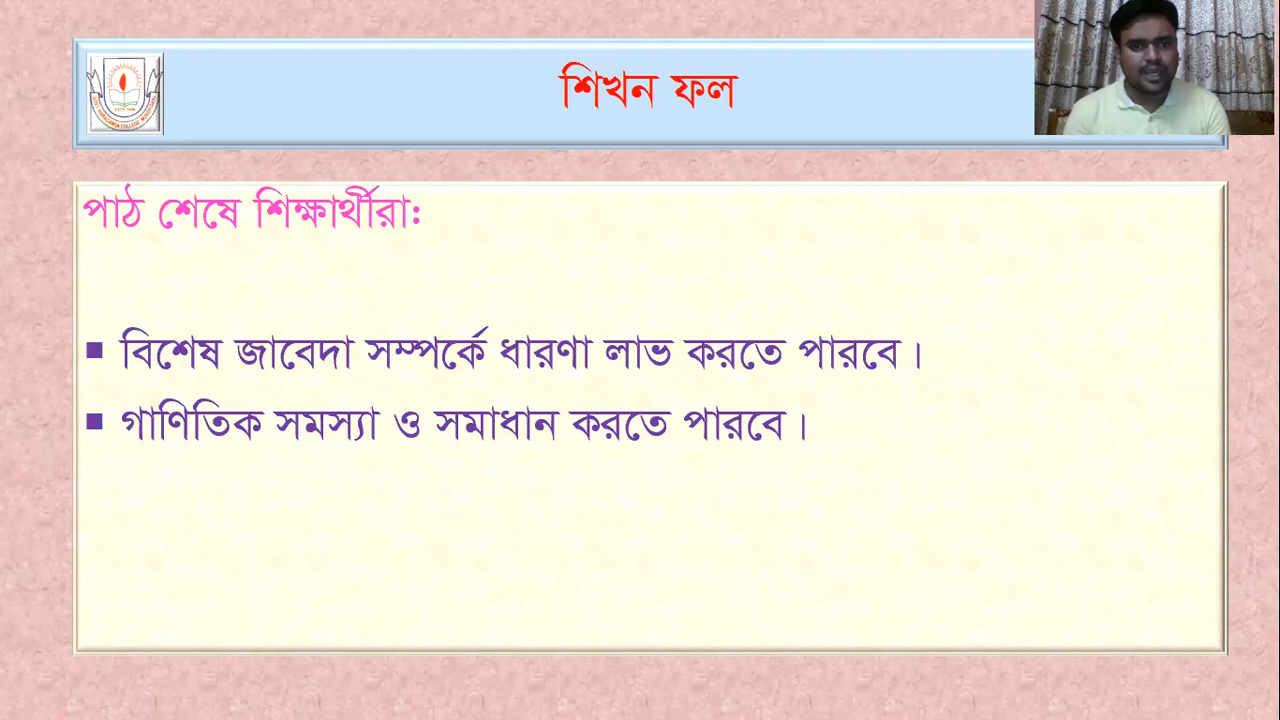 শিখন ফল
পাঠ শেষে শিক্ষার্থীরা:
▪ বিশেষ জাবেদা সম্পর্কে ধারণা লাভ করতে পারবে।
▪ গাণিতিক সমস্যা ও সমাধান করতে পারবে।